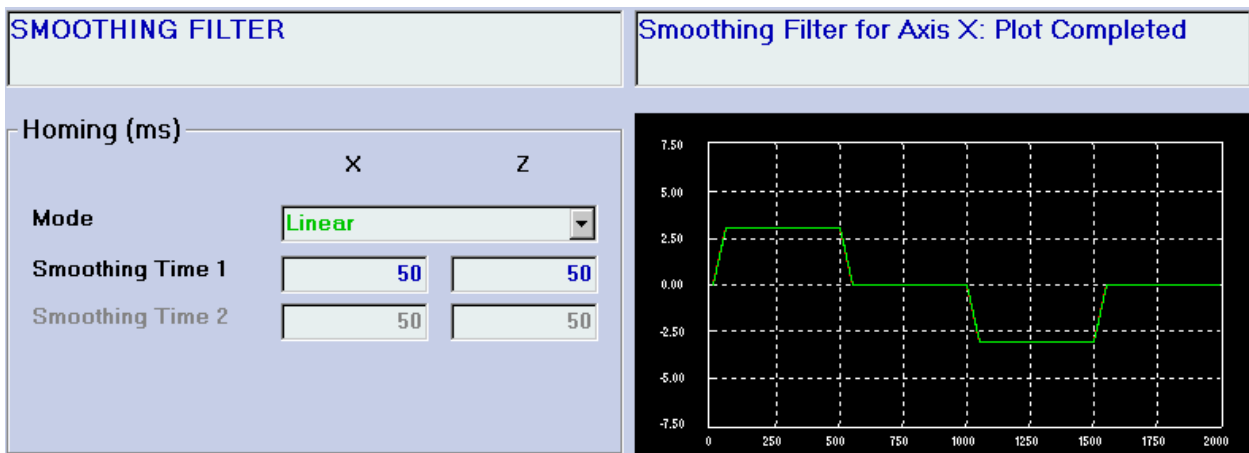 SMOOTHING FILTER
Smoothing Filter for Axis X: Plot Completed
Homing (ms)
X Z
Mode Linear
Smoothing Time 1 50 50
Smoothing Time 2 50 50
7.50
5.00
2.50
0.00
-2.50
-5.00
-7.50
0 250 500 750 1000 1250 1500 1750 2000